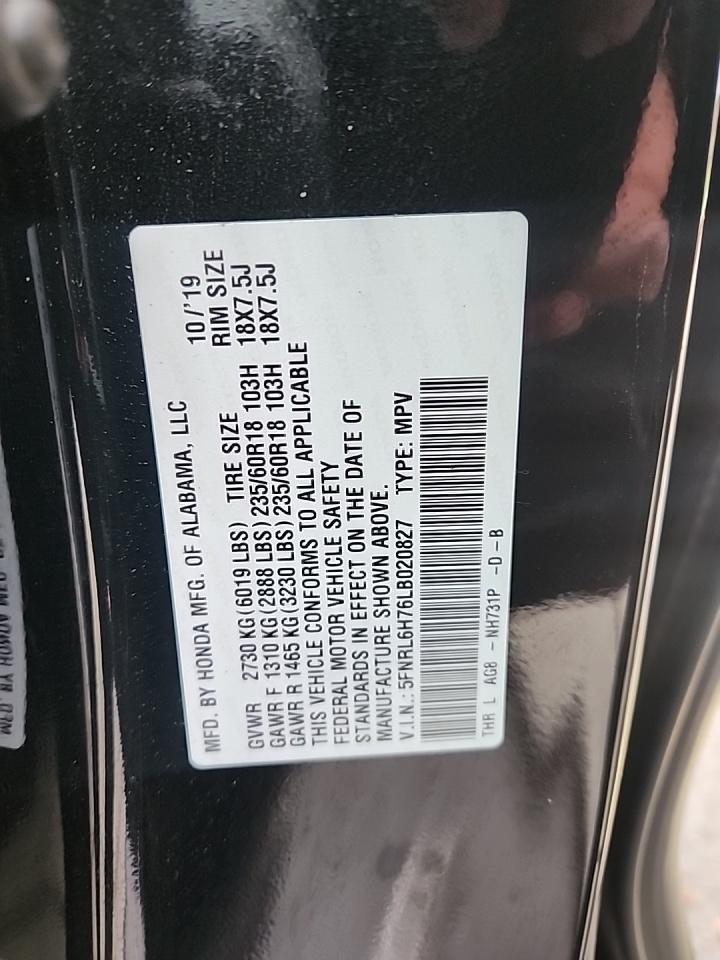 MFD. BY HONDA MFG. OF ALABAMA, LLC 10/'19
GVWR 2730 KG (6019 LBS) TIRE SIZE RIM SIZE
GAWR F 1310 KG (2888 LBS) 235/60R18 103H 18X7.5J
GAWR R 1465 KG (3230 LBS) 235/60R18 103H 18X7.5J
THIS VEHICLE CONFORMS TO ALL APPLICABLE
FEDERAL MOTOR VEHICLE SAFETY
STANDARDS IN EFFECT ON THE DATE OF
MANUFACTURE SHOWN ABOVE.
V.I.N.: 5FNRL6H76LB020827 TYPE: MPV
THR L AG8 - NH731P -D-B